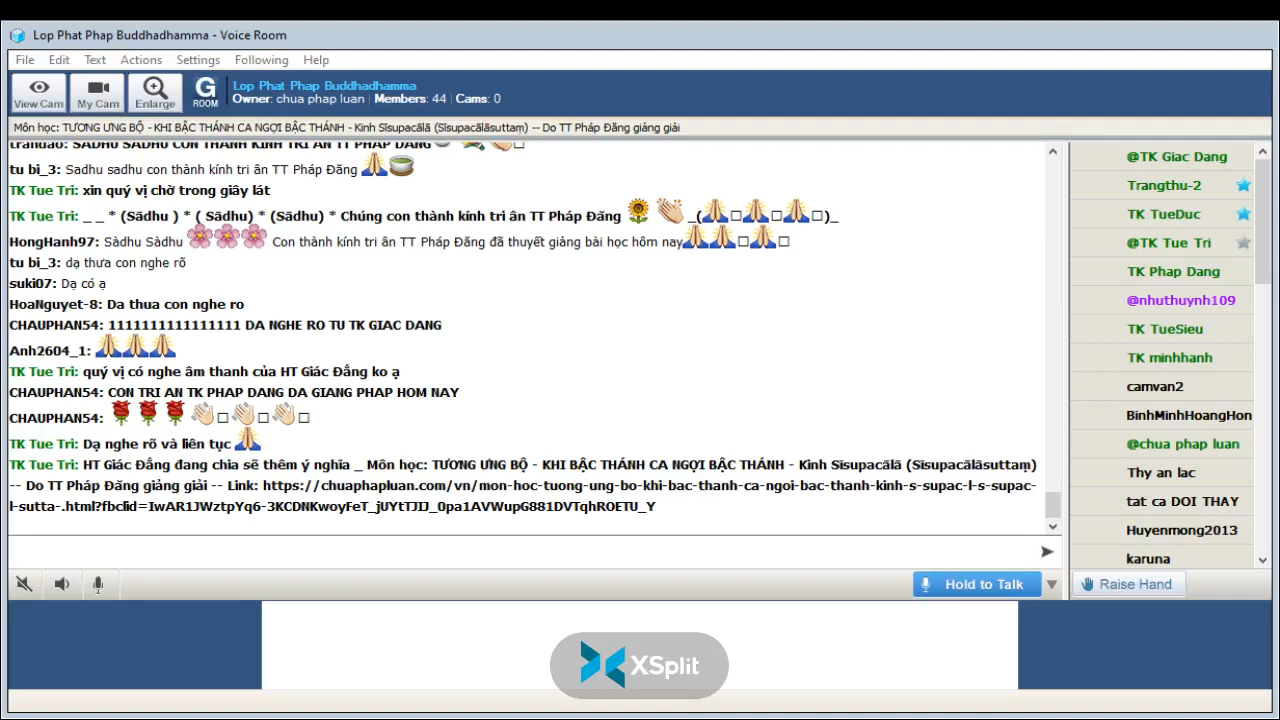 Lop Phat Phap Buddhadhamma - Voice Room
File Edit Text Actions Settings Following Help
View Cam My Cam Enlarge G ROOM
Lop Phat Phap Buddhadhamma
Owner: chua phap luan | Members: 44 | Cams: 0
Môn học: TƯƠNG ƯNG BỘ - KHI BẬC THÁNH CA NGỢI BẬC THÁNH - Kinh Sīsupacālā (Sīsupacālāsuttaṃ) -- Do TT Pháp Đăng giảng giải
trandao: SADHU SADHU CON THANH KINH TRI AN TT PHAP DANG
tu bi_3: Sadhu sadhu con thành kính tri ân TT Pháp Đăng 🙏🍵
TK Tue Tri: xin quý vị chờ trong giây lát
TK Tue Tri: _ _ * (Sādhu ) * ( Sādhu) * (Sādhu) * Chúng con thành kính tri ân TT Pháp Đăng 🌻 👏 _(🙏□🙏□🙏□)_
HongHanh97: Sàdhu Sàdhu 🌸🌸🌸 Con thành kính tri ân TT Pháp Đăng đã thuyết giảng bài học hôm nay🙏🙏□🙏□
tu bi_3: dạ thưa con nghe rõ
suki07: Dạ có ạ
HoaNguyet-8: Da thua con nghe ro
CHAUPHAN54: 1111111111111111 DA NGHE RO TU TK GIAC DANG
Anh2604_1: 🙏🙏🙏
TK Tue Tri: quý vị có nghe âm thanh của HT Giác Đẳng ko ạ
CHAUPHAN54: CON TRI AN TK PHAP DANG DA GIANG PHAP HOM NAY
CHAUPHAN54: 🌹 🌹 🌹 👋□👋□👋□
TK Tue Tri: Dạ nghe rõ và liên tục 🙏
TK Tue Tri: HT Giác Đẳng đang chia sẽ thêm ý nghĩa _ Môn học: TƯƠNG ƯNG BỘ - KHI BẬC THÁNH CA NGỢI BẬC THÁNH - Kinh Sīsupacālā (Sīsupacālāsuttaṃ)
-- Do TT Pháp Đăng giảng giải -- Link: https://chuaphapluan.com/vn/mon-hoc-tuong-ung-bo-khi-bac-thanh-ca-ngoi-bac-thanh-kinh-s-supac-l-s-supac-
l-sutta-.html?fbclid=IwAR1JWztpYq6-3KCDNKwoyFeT_jUYtTJIJ_0pa1AVWupG881DVTqhROETU_Y
@TK Giac Dang
Trangthu-2
TK TueDuc
@TK Tue Tri
TK Phap Dang
@nhuthuynh109
TK TueSieu
TK minhhanh
camvan2
BinhMinhHoangHon
@chua phap luan
Thy an lac
tat ca DOI THAY
Huyenmong2013
karuna
Hold to Talk
Raise Hand
XSplit